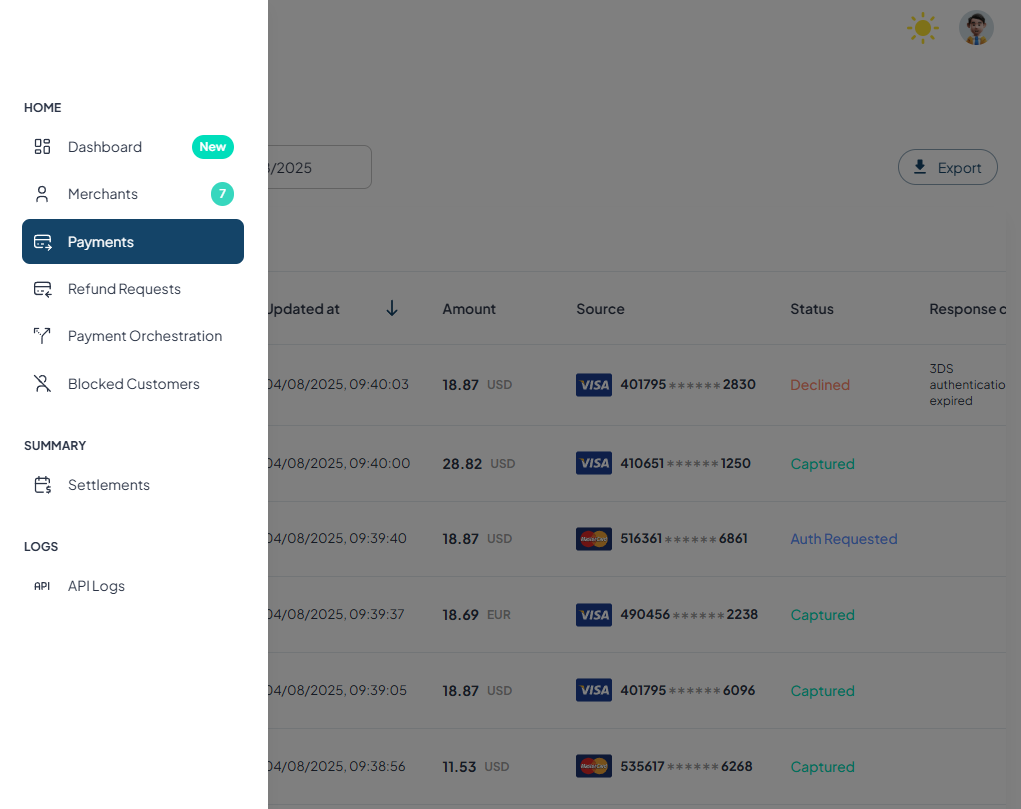 HOME
Dashboard New
Merchants 7
Payments
Refund Requests
Payment Orchestration
Blocked Customers
SUMMARY
Settlements
LOGS
API API Logs
/2025
Export
Updated at Amount Source Status Response
04/08/2025, 09:40:03 18.87 USD VISA 401795******2830 Declined 3DS
authenticatio
expired
04/08/2025, 09:40:00 28.82 USD VISA 410651******1250 Captured
04/08/2025, 09:39:40 18.87 USD MasterCard 516361******6861 Auth Requested
04/08/2025, 09:39:37 18.69 EUR VISA 490456******2238 Captured
04/08/2025, 09:39:05 18.87 USD VISA 401795******6096 Captured
04/08/2025, 09:38:56 11.53 USD MasterCard 535617******6268 Captured